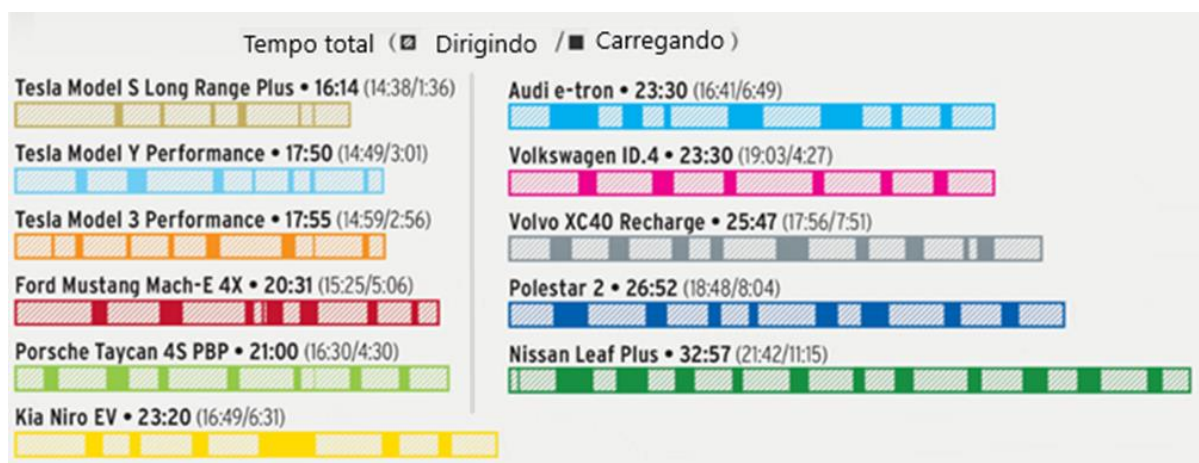 Tempo total ( Dirigindo / Carregando )
Tesla Model S Long Range Plus • 16:14 (14:38/1:36)
Tesla Model Y Performance • 17:50 (14:49/3:01)
Tesla Model 3 Performance • 17:55 (14:59/2:56)
Ford Mustang Mach-E 4X • 20:31 (15:25/5:06)
Porsche Taycan 4S PBP • 21:00 (16:30/4:30)
Kia Niro EV • 23:20 (16:49/6:31)
Audi e-tron • 23:30 (16:41/6:49)
Volkswagen ID.4 • 23:30 (19:03/4:27)
Volvo XC40 Recharge • 25:47 (17:56/7:51)
Polestar 2 • 26:52 (18:48/8:04)
Nissan Leaf Plus • 32:57 (21:42/11:15)